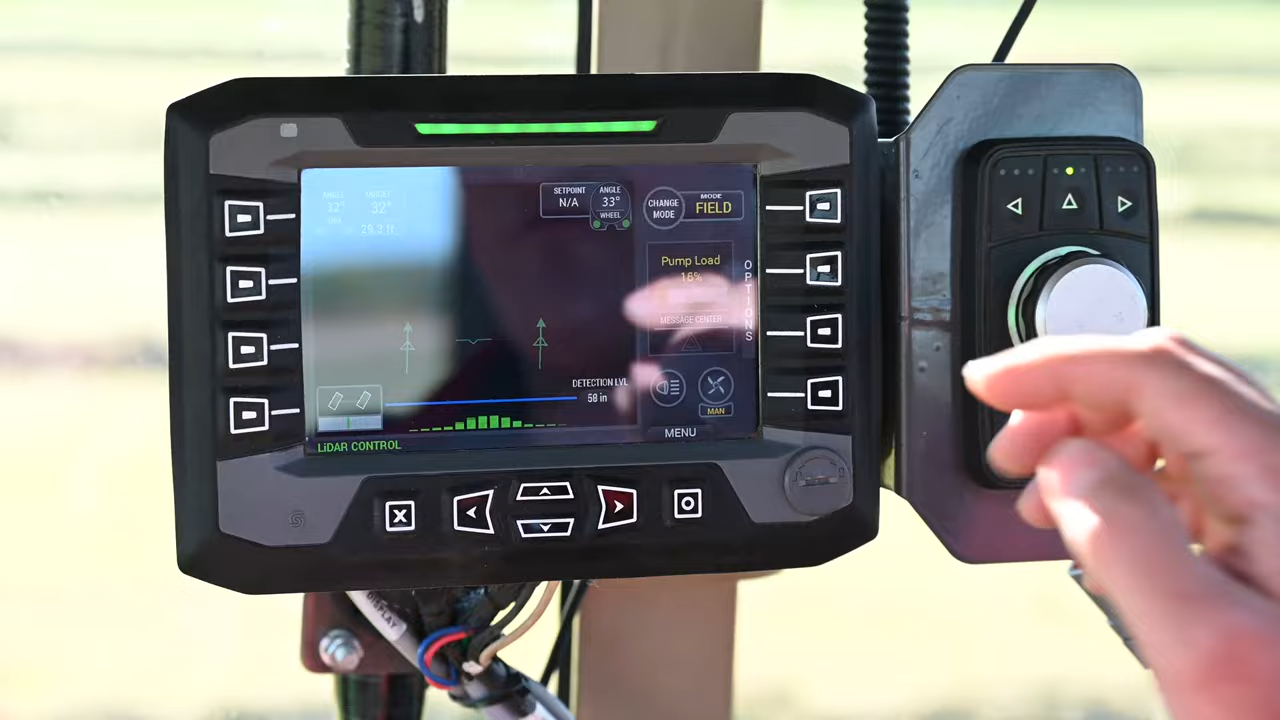 32°
32°
29.3 ft
SETPOINT
N/A
ANGLE
33°
WHEEL
CHANGE
MODE
MODE
FIELD
Pump Load
16%
OPTIONS
MESSAGE CENTER
DETECTION LVL
58 in
MAN
MENU
LiDAR CONTROL
X
DISPLAY